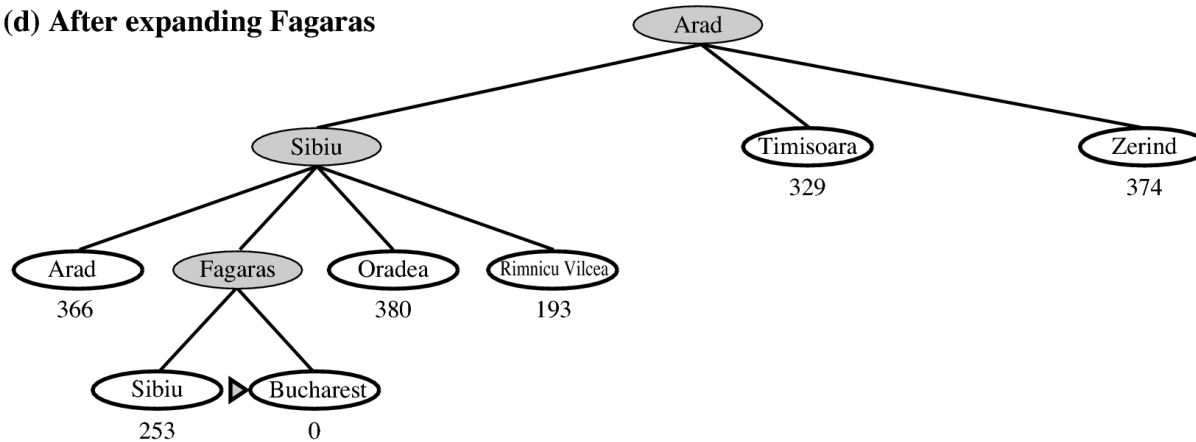 (d) After expanding Fagaras
Arad
Sibiu
Timisoara
Zerind
329
374
Arad
Fagaras
Oradea
Rimnicu Vilcea
366
380
193
Sibiu
Bucharest
253
0